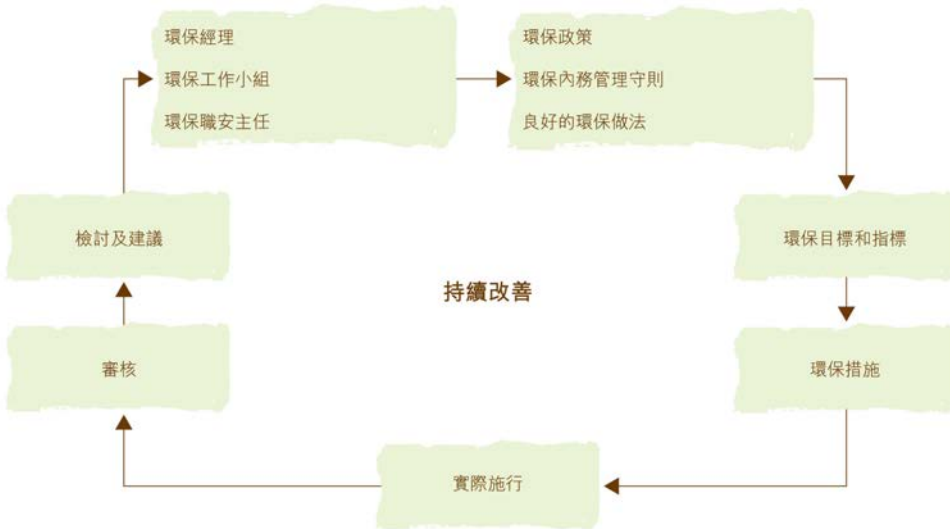 環保經理
環保工作小組
環保職安主任
環保政策
環保內務管理守則
良好的環保做法
檢討及建議
環保目標和指標
持續改善
審核
環保措施
實際施行